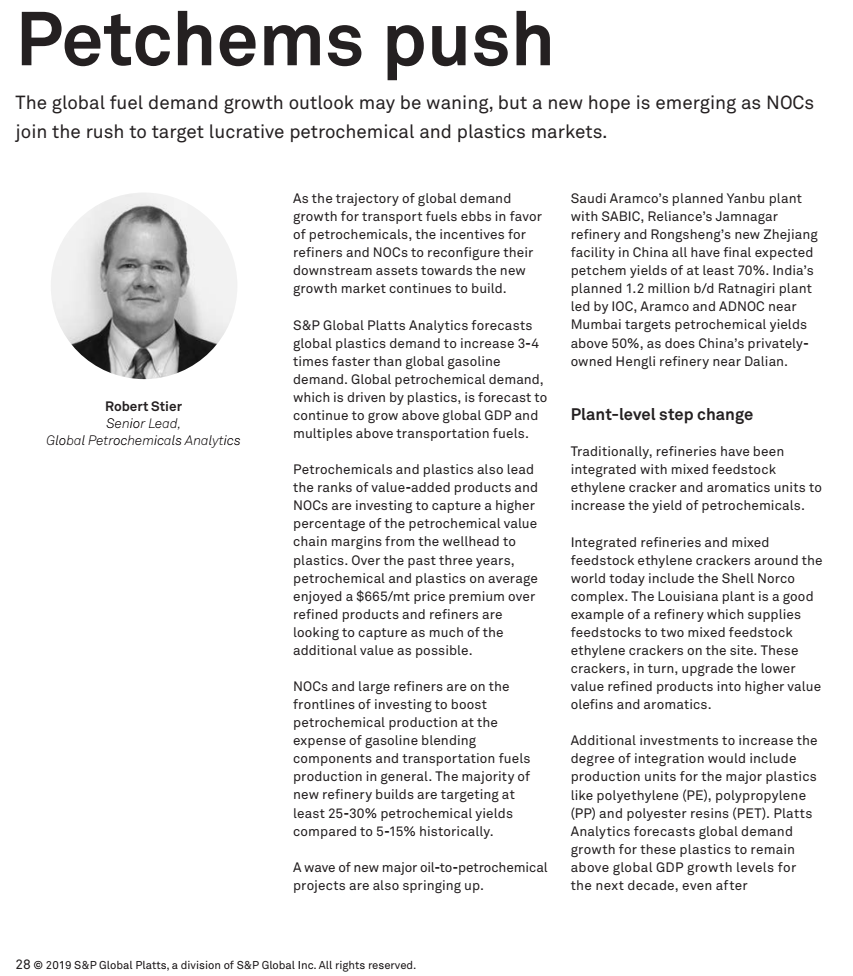 Petchems push
The global fuel demand growth outlook may be waning, but a new hope is emerging as NOCs
join the rush to target lucrative petrochemical and plastics markets.
Robert Stier
Senior Lead,
Global Petrochemicals Analytics
As the trajectory of global demand
growth for transport fuels ebbs in favor
of petrochemicals, the incentives for
refiners and NOCs to reconfigure their
downstream assets towards the new
growth market continues to build.
S&P Global Platts Analytics forecasts
global plastics demand to increase 3-4
times faster than global gasoline
demand. Global petrochemical demand,
which is driven by plastics, is forecast to
continue to grow above global GDP and
multiples above transportation fuels.
Petrochemicals and plastics also lead
the ranks of value-added products and
NOCs are investing to capture a higher
percentage of the petrochemical value
chain margins from the wellhead to
plastics. Over the past three years,
petrochemical and plastics on average
enjoyed a $665/mt price premium over
refined products and refiners are
looking to capture as much of the
additional value as possible.
NOCs and large refiners are on the
frontlines of investing to boost
petrochemical production at the
expense of gasoline blending
components and transportation fuels
production in general. The majority of
new refinery builds are targeting at
least 25-30% petrochemical yields
compared to 5-15% historically.
A wave of new major oil-to-petrochemical
projects are also springing up.
Saudi Aramco's planned Yanbu plant
with SABIC, Reliance's Jamnagar
refinery and Rongsheng's new Zhejiang
facility in China all have final expected
petchem yields of at least 70%. India's
planned 1.2 million b/d Ratnagiri plant
led by IOC, Aramco and ADNOC near
Mumbai targets petrochemical yields
above 50%, as does China's privately-
owned Hengli refinery near Dalian.
Plant-level step change
Traditionally, refineries have been
integrated with mixed feedstock
ethylene cracker and aromatics units to
increase the yield of petrochemicals.
Integrated refineries and mixed
feedstock ethylene crackers around the
world today include the Shell Norco
complex. The Louisiana plant is a good
example of a refinery which supplies
feedstocks to two mixed feedstock
ethylene crackers on the site. These
crackers, in turn, upgrade the lower
value refined products into higher value
olefins and aromatics.
Additional investments to increase the
degree of integration would include
production units for the major plastics
like polyethylene (PE), polypropylene
(PP) and polyester resins (PET). Platts
Analytics forecasts global demand
growth for these plastics to remain
above global GDP growth levels for
the next decade, even after
28 © 2019 S&P Global Platts, a division of S&P Global Inc. All rights reserved.